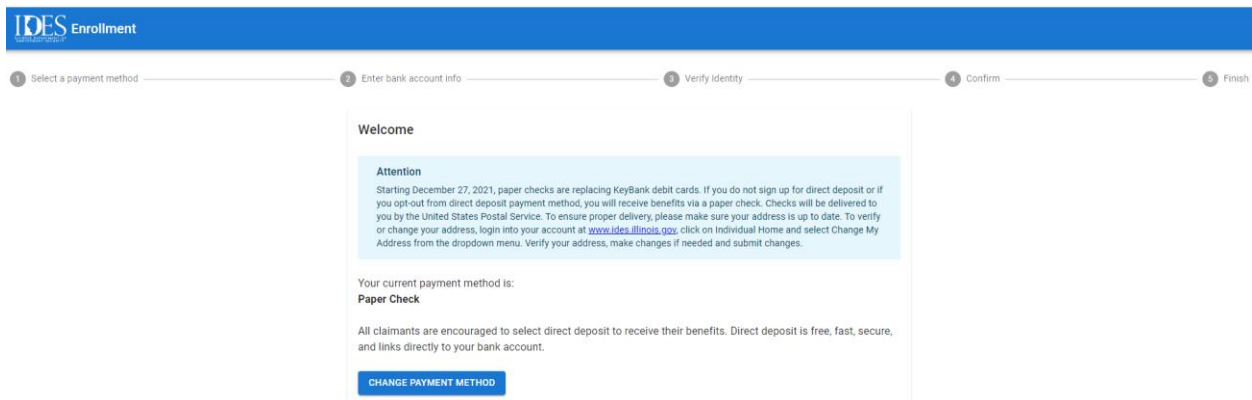 IDES Enrollment
1 Select a payment method
2 Enter bank account info
3 Verify Identity
4 Confirm
5 Finish
Welcome
Attention
Starting December 27, 2021, paper checks are replacing KeyBank debit cards. If you do not sign up for direct deposit or if
you opt-out from direct deposit payment method, you will receive benefits via a paper check. Checks will be delivered to
you by the United States Postal Service. To ensure proper delivery, please make sure your address is up to date. To verify
or change your address, login into your account at www.ides.illinois.gov, click on Individual Home and select Change My
Address from the dropdown menu. Verify your address, make changes if needed and submit changes.
Your current payment method is:
Paper Check
All claimants are encouraged to select direct deposit to receive their benefits. Direct deposit is free, fast, secure,
and links directly to your bank account.
CHANGE PAYMENT METHOD